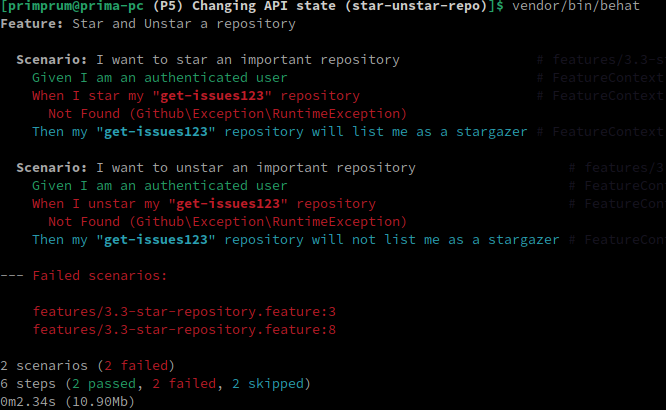 [primprum@prima-pc (P5) Changing API state (star-unstar-repo)]$ vendor/bin/behat
Feature: Star and Unstar a repository
Scenario: I want to star an important repository # features/3.3-s
Given I am an authenticated user # FeatureContext
When I star my "get-issues123" repository # FeatureContext
Not Found (Github\Exception\RuntimeException)
Then my "get-issues123" repository will list me as a stargazer # FeatureContext
Scenario: I want to unstar an important repository # features/3
Given I am an authenticated user # FeatureCont
When I unstar my "get-issues123" repository # FeatureCont
Not Found (Github\Exception\RuntimeException)
Then my "get-issues123" repository will not list me as a stargazer # FeatureCont
--- Failed scenarios:
features/3.3-star-repository.feature:3
features/3.3-star-repository.feature:8
2 scenarios (2 failed)
6 steps (2 passed, 2 failed, 2 skipped)
0m2.34s (10.90Mb)